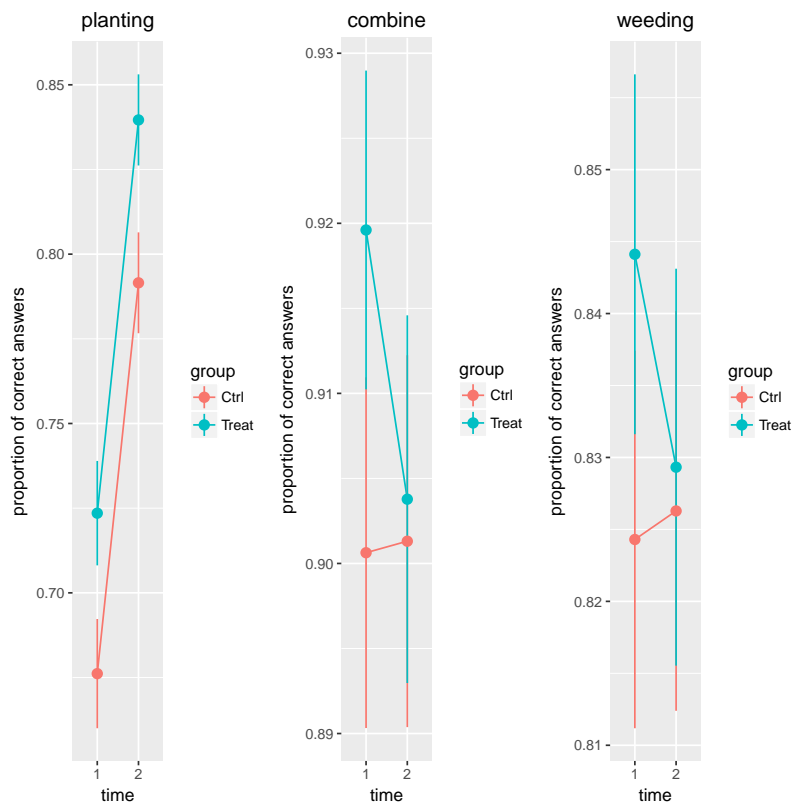 planting
0.85
0.80
0.75
0.70
proportion of correct answers
1 2
time
group
Ctrl
Treat
combine
0.93
0.92
0.91
0.90
0.89
proportion of correct answers
1 2
time
group
Ctrl
Treat
weeding
0.85
0.84
0.83
0.82
0.81
proportion of correct answers
1 2
time
group
Ctrl
Treat